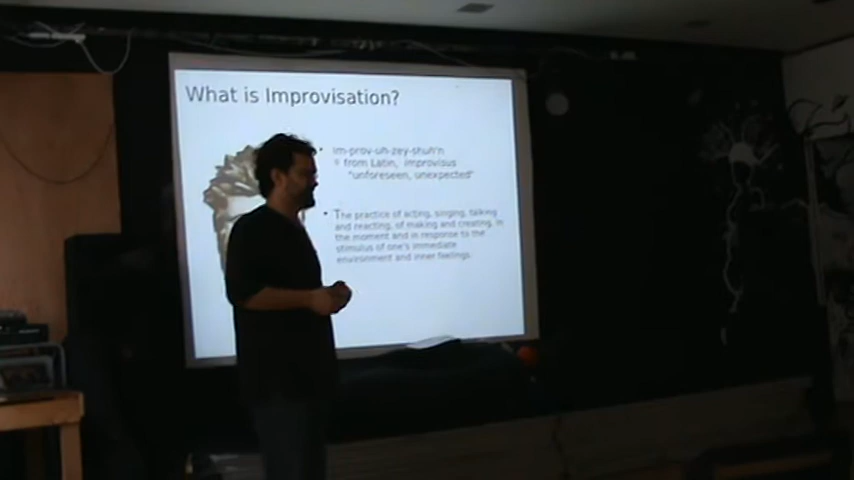 What is Improvisation?
• im-prov-uh-zey-shuh'n
from Latin, improvisus
"unforeseen, unexpected"
• The practice of acting, singing, talking
and reacting, of making and creating, in
the moment and in response to the
stimulus of one's immediate
environment and inner feelings.